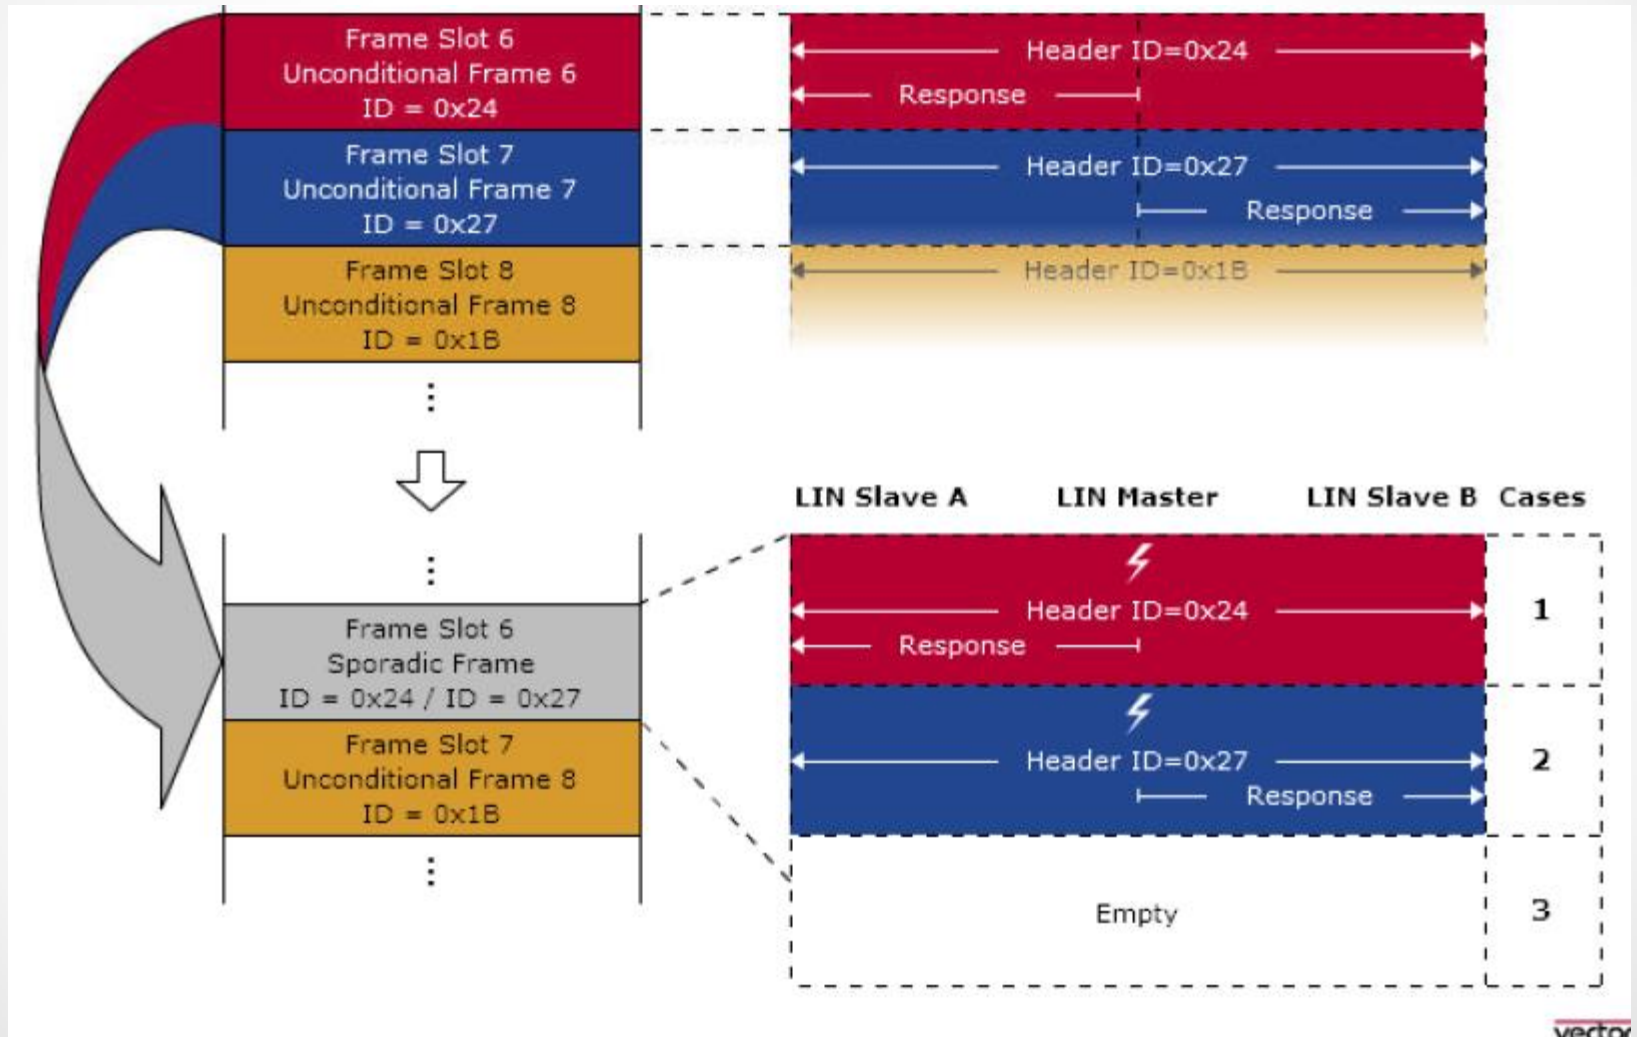 Frame Slot 6
Unconditional Frame 6
ID = 0x24
Frame Slot 7
Unconditional Frame 7
ID = 0x27
Frame Slot 8
Unconditional Frame 8
ID = 0x1B
Header ID=0x24
Response
Header ID=0x27
Response
Header ID=0x1B
Frame Slot 6
Sporadic Frame
ID = 0x24 / ID = 0x27
Frame Slot 7
Unconditional Frame 8
ID = 0x1B
LIN Slave A LIN Master LIN Slave B Cases
Header ID=0x24
Response
1
Header ID=0x27
Response
2
Empty
3